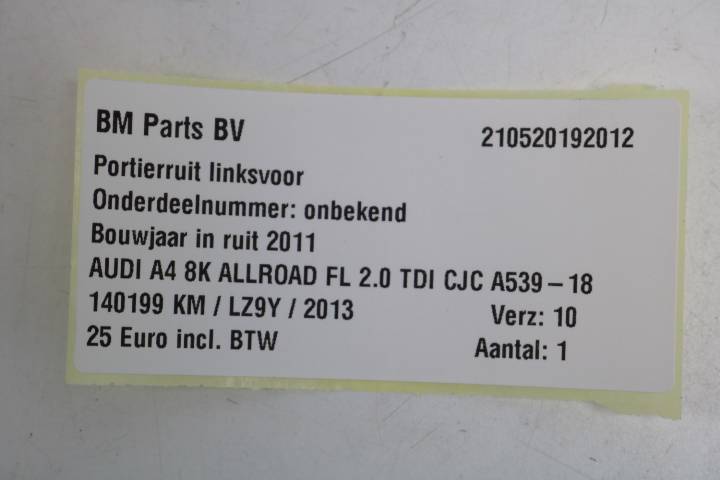 BM Parts BV 210520192012
Portierruit linksvoor
Onderdeelnummer: onbekend
Bouwjaar in ruit 2011
AUDI A4 8K ALLROAD FL 2.0 TDI CJC A539-18
140199 KM / LZ9Y / 2013 Verz: 10
25 Euro incl. BTW Aantal: 1